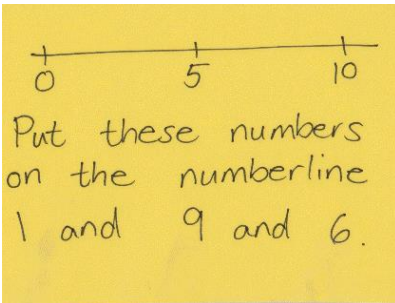 0 5 10
Put these numbers
on the numberline
1 and 9 and 6.